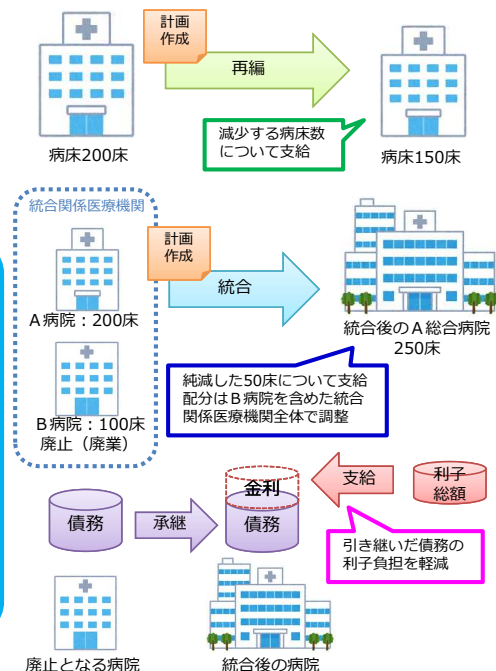 計画
作成
再編
病床200床
減少する病床数
について支給
病床150床
統合関係医療機関
計画
作成
統合
A病院：200床
統合後のA総合病院
250床
B病院：100床
廃止（廃業）
純減した50床について支給
配分はB病院を含めた統合
関係医療機関全体で調整
債務
承継
金利
債務
支給
利子
総額
引き継いだ債務の
利子負担を軽減
廃止となる病院
統合後の病院